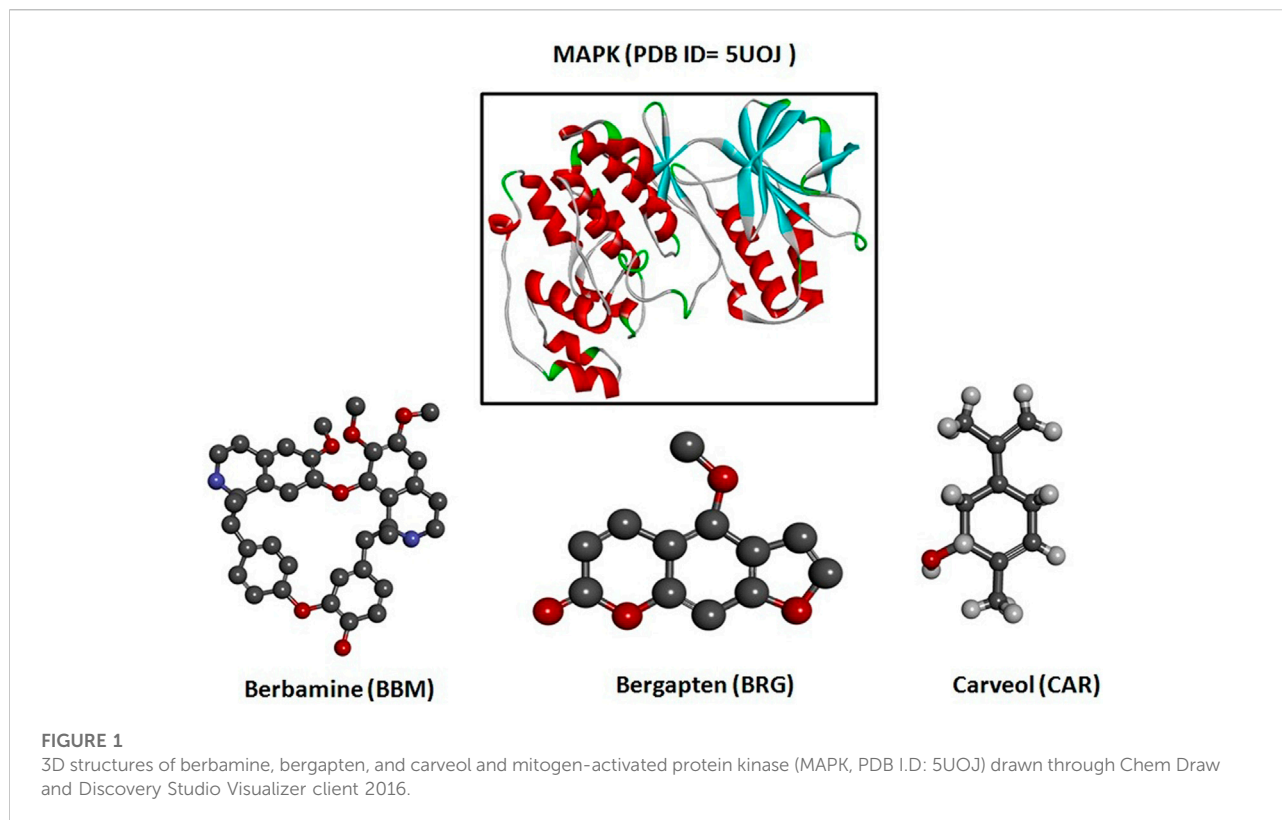 MAPK (PDB ID= 5UOJ )
Berbamine (BBM)
Bergapten (BRG)
Carveol (CAR)
FIGURE 1
3D structures of berbamine, bergapten, and carveol and mitogen-activated protein kinase (MAPK, PDB I.D: 5UOJ) drawn through Chem Draw
and Discovery Studio Visualizer client 2016.